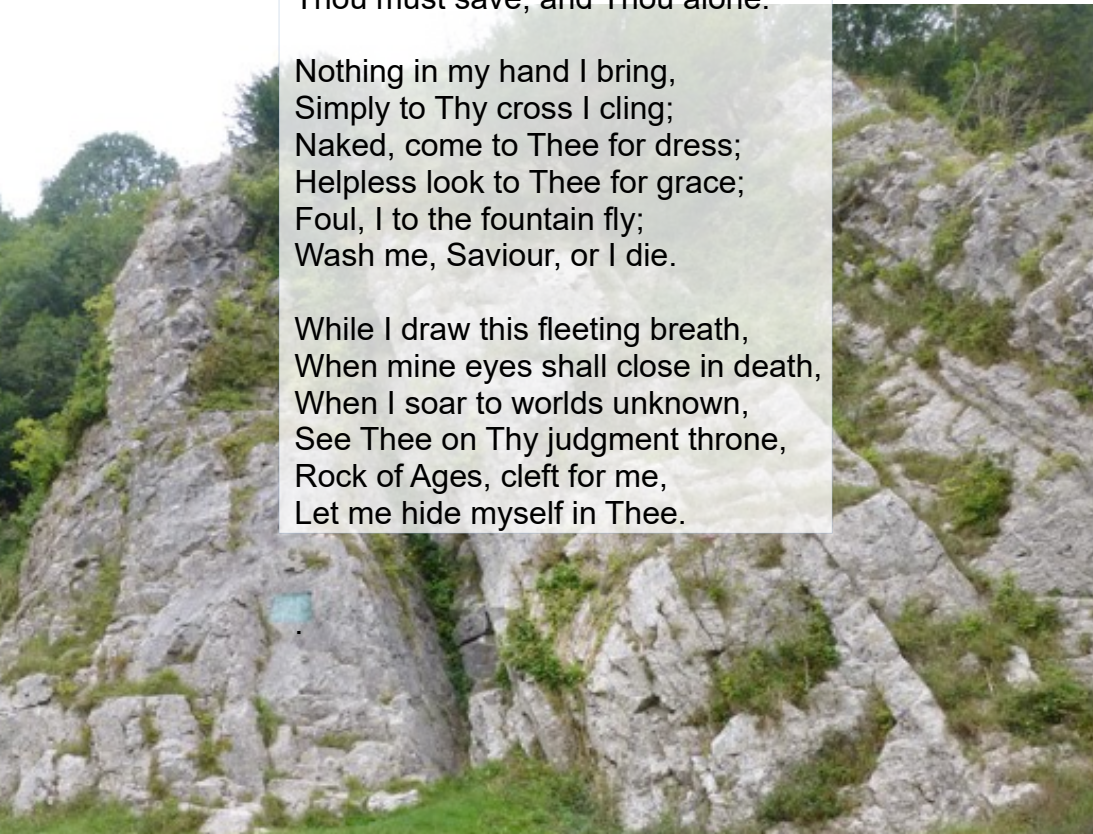 Thou must save, and Thou alone.
Nothing in my hand I bring,
Simply to Thy cross I cling;
Naked, come to Thee for dress;
Helpless look to Thee for grace;
Foul, I to the fountain fly;
Wash me, Saviour, or I die.
While I draw this fleeting breath,
When mine eyes shall close in death,
When I soar to worlds unknown,
See Thee on Thy judgment throne,
Rock of Ages, cleft for me,
Let me hide myself in Thee.
.